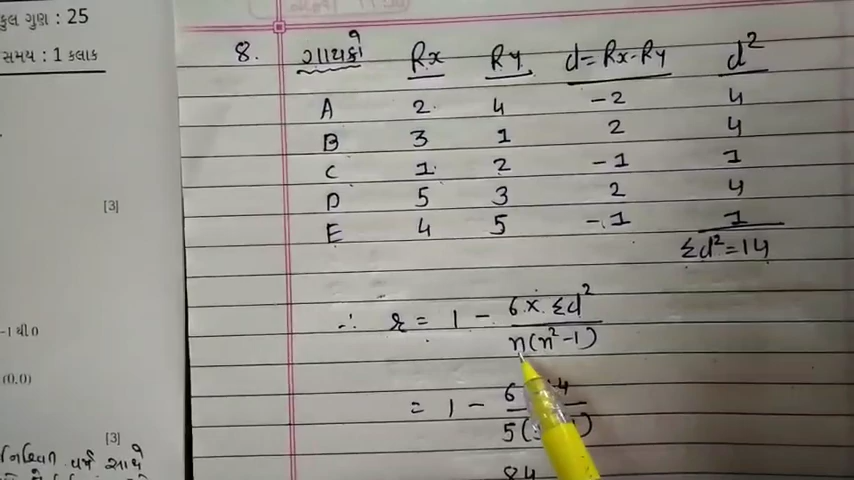 કુલ ગુણ : 25
સમય : 1 કલાક
[3]
-1 થી 0
(0.0)
[3]
8. ગાયકો Rx Ry d=Rx-Ry d²
A 2 4 -2 4
B 3 1 2 4
C 1 2 -1 1
D 5 3 2 4
E 4 5 -1 1
Σd²=14
∴ r = 1 - 6 x Σd² / n(n²-1)
= 1 - 6 4 / 5( )
84